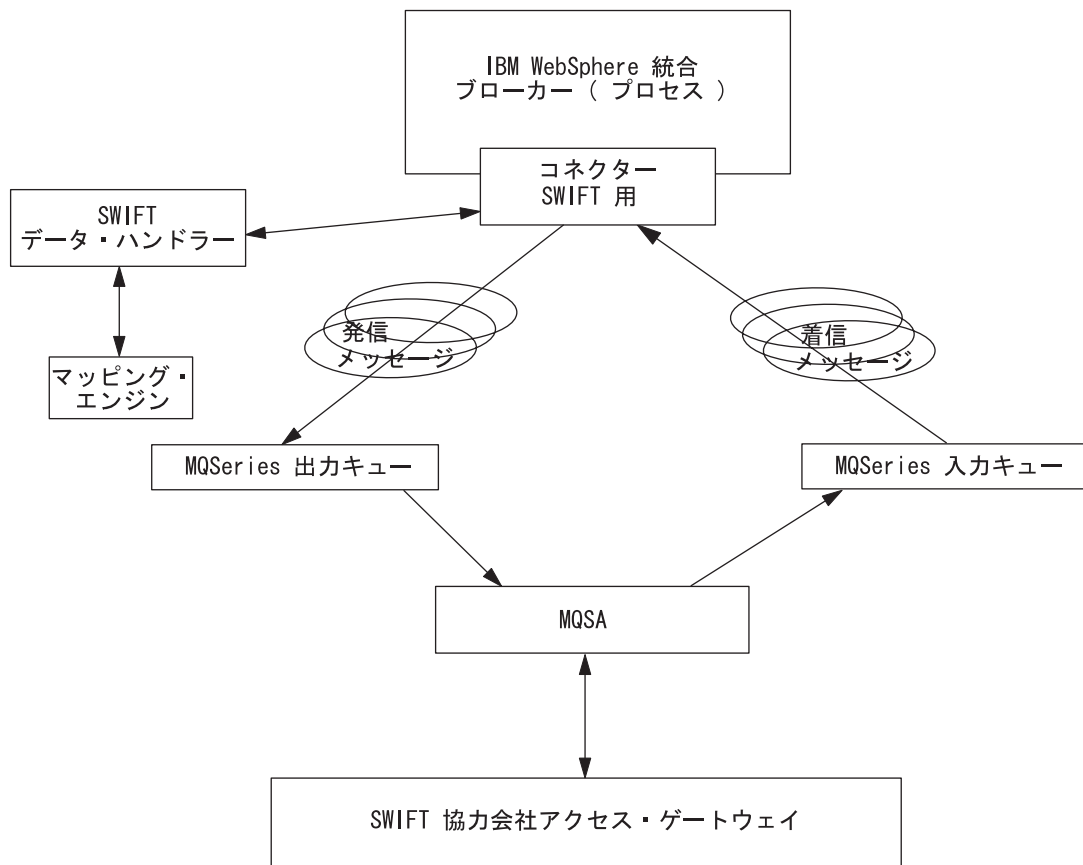 IBM WebSphere 統合
ブローカー ( プロセス )
コネクター
SWIFT 用
SWIFT
データ・ハンドラー
発信
メッセージ
着信
メッセージ
マッピング・
エンジン
MQSeries 出力キュー
MQSeries 入力キュー
MQSA
SWIFT 協力会社アクセス・ゲートウェイ